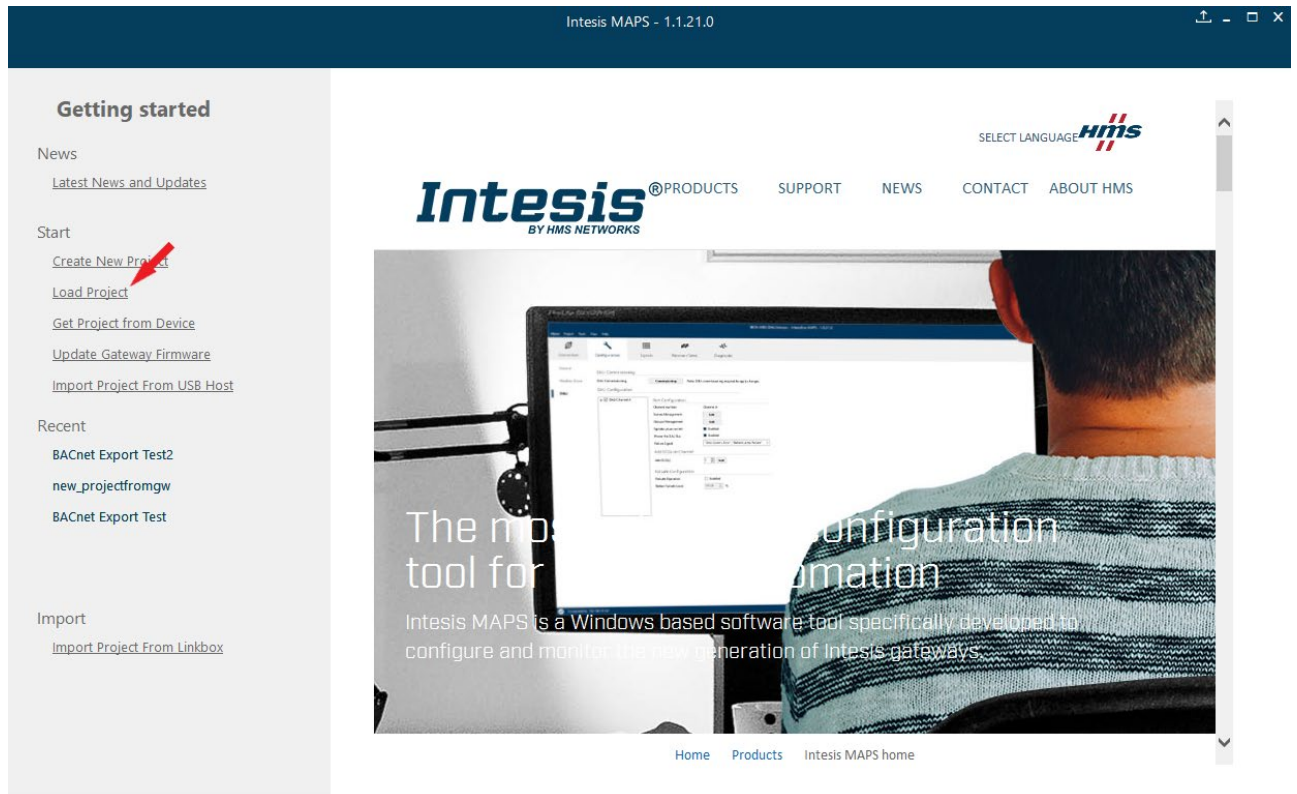 Intesis MAPS - 1.1.21.0
Getting started
News
Latest News and Updates
Start
Create New Project
Load Project
Get Project from Device
Update Gateway Firmware
Import Project From USB Host
Recent
BACnet Export Test2
new_projectfromgw
BACnet Export Test
Import
Import Project From Linkbox
SELECT LANGUAGE
HMS
Intesis®
BY HMS NETWORKS
PRODUCTS SUPPORT NEWS CONTACT ABOUT HMS
The configuration
tool for
Intesis MAPS is a Windows based software tool specifically developed to
configure and monitor the new generation of Intesis gateways.
Home Products Intesis MAPS home